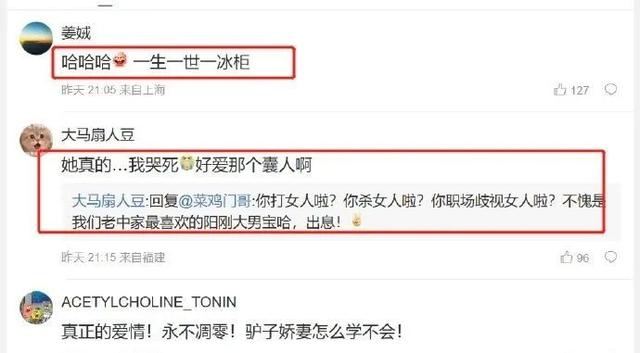 姜娀
哈哈哈 一生一世一冰柜
昨天 21:05 来自上海
127
大马扇人豆
她真的...我哭死 好爱那个囊人啊
大马扇人豆:回复@菜鸡门哥:你打女人啦?你杀女人啦?你职场歧视女人啦?不愧是
我们老中家最喜欢的阳刚大男宝哈,出息!
昨天 21:15 来自福建
96
ACETYLCHOLINE_TONIN
真正的爱情!永不凋零!驴子娇妻怎么学不会!